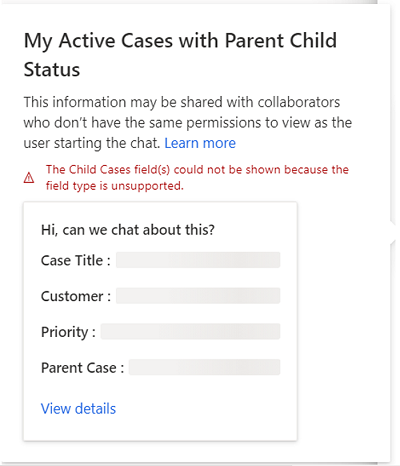 My Active Cases with Parent Child
Status
This information may be shared with collaborators
who don’t have the same permissions to view as the
user starting the chat. Learn more
The Child Cases field(s) could not be shown because the
field type is unsupported.
Hi, can we chat about this?
Case Title :
Customer :
Priority :
Parent Case :
View details